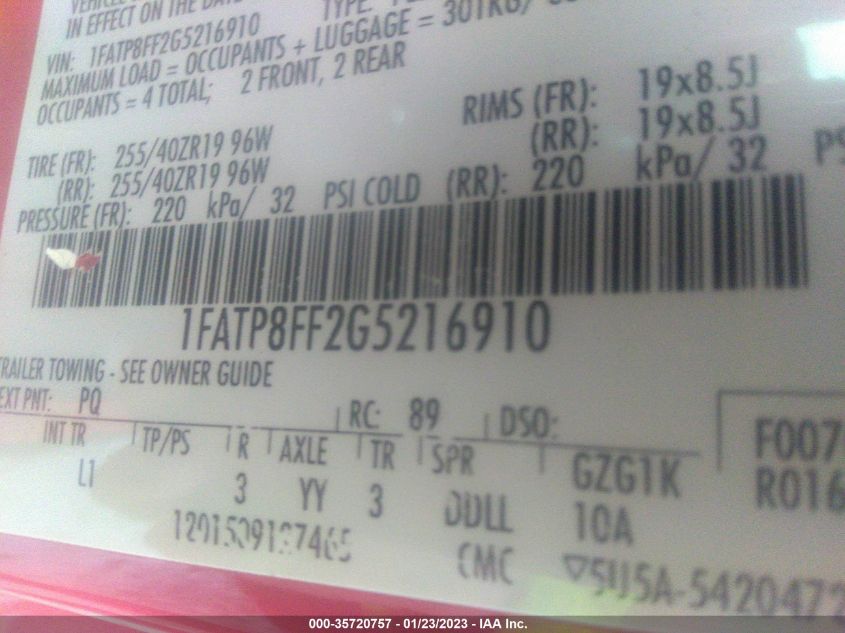 IN EFFECT ON THE DATE
VIN: 1FATP8FF2G5216910 TYPE:
MAXIMUM LOAD = OCCUPANTS + LUGGAGE = 301KG/
OCCUPANTS = 4 TOTAL; 2 FRONT, 2 REAR
TIRE (FR): 255/40ZR19 96W RIMS (FR): 19x8.5J
(RR): 255/40ZR19 96W (RR): 19x8.5J
PRESSURE (FR): 220 kPa/ 32 PSI COLD (RR): 220 kPa/ 32 PS
1FATP8FF2G5216910
TRAILER TOWING - SEE OWNER GUIDE
EXT PNT: PQ RC: 89 DSO:
INT TR TP/PS R AXLE TR SPR GZG1K F007
L1 3 YY 3 DDLL 10A R016
CMC ▽5U5A-5420472
000-35720757 - 01/23/2023 - IAA Inc.